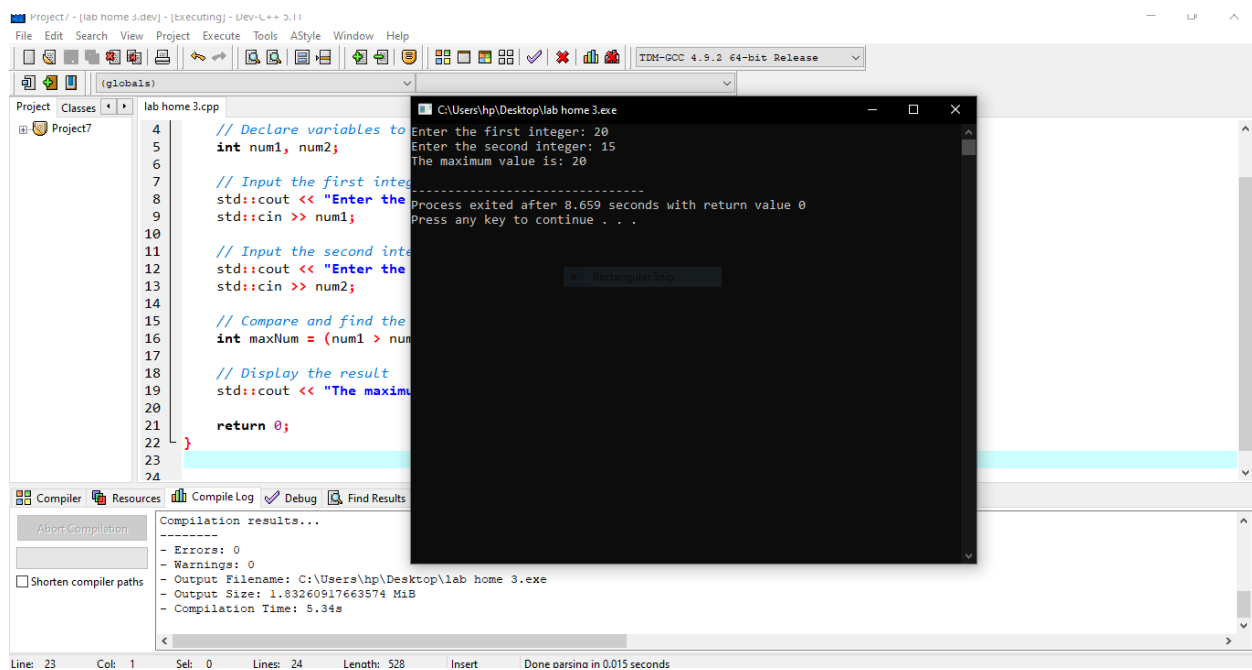 Project7 - [lab home 3.dev] - [Executing] - Dev-C++ 5.11
File Edit Search View Project Execute Tools AStyle Window Help
TDM-GCC 4.9.2 64-bit Release
(globals)
Project Classes lab home 3.cpp
Project7
4 // Declare variables to
5 int num1, num2;
6
7 // Input the first integ
8 std::cout << "Enter the
9 std::cin >> num1;
10
11 // Input the second inte
12 std::cout << "Enter the
13 std::cin >> num2;
14
15 // Compare and find the
16 int maxNum = (num1 > num
17
18 // Display the result
19 std::cout << "The maximu
20
21 return 0;
22 }
23
24
C:\Users\hp\Desktop\lab home 3.exe
Enter the first integer: 20
Enter the second integer: 15
The maximum value is: 20
--------------------------------
Process exited after 8.659 seconds with return value 0
Press any key to continue . . .
Rectangular Snip
Compiler Resources Compile Log Debug Find Results
Abort Compilation
Shorten compiler paths
Compilation results...
--------
- Errors: 0
- Warnings: 0
- Output Filename: C:\Users\hp\Desktop\lab home 3.exe
- Output Size: 1.83260917663574 MiB
- Compilation Time: 5.34s
Line: 23 Col: 1 Sel: 0 Lines: 24 Length: 528 Insert Done parsing in 0.015 seconds